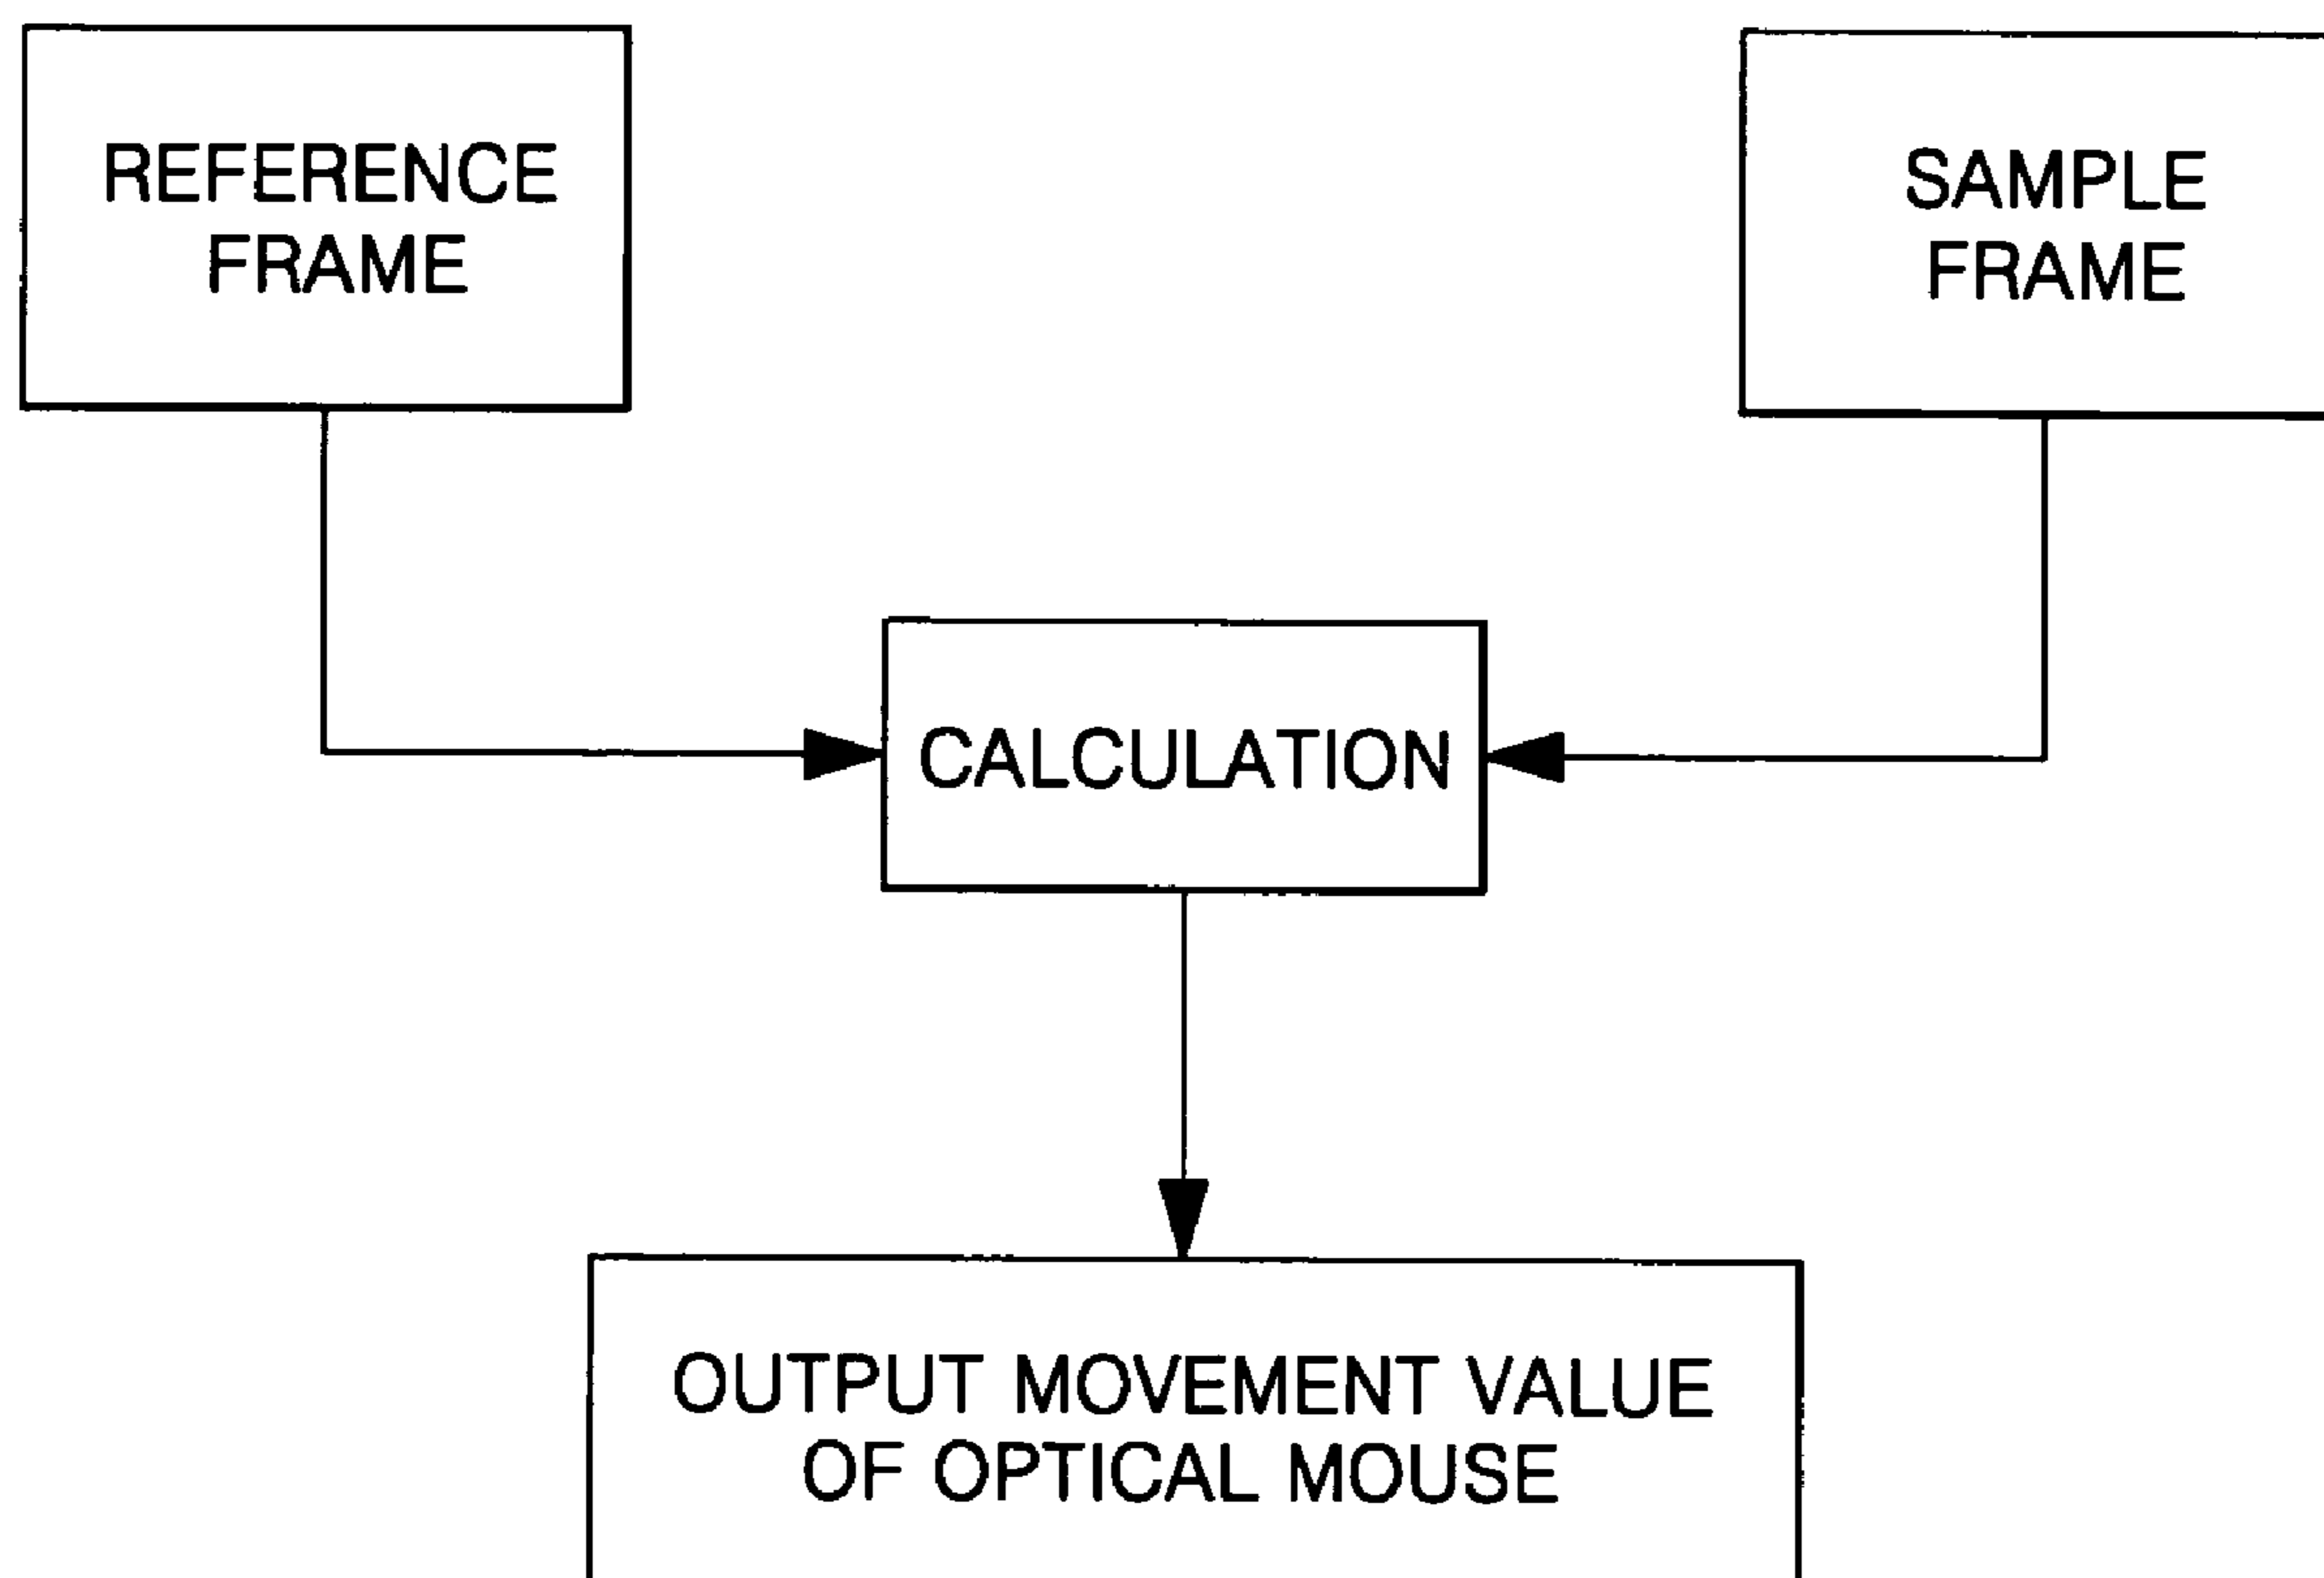 REFERENCE
FRAME
SAMPLE
FRAME
CALCULATION
OUTPUT MOVEMENT VALUE
OF OPTICAL MOUSE